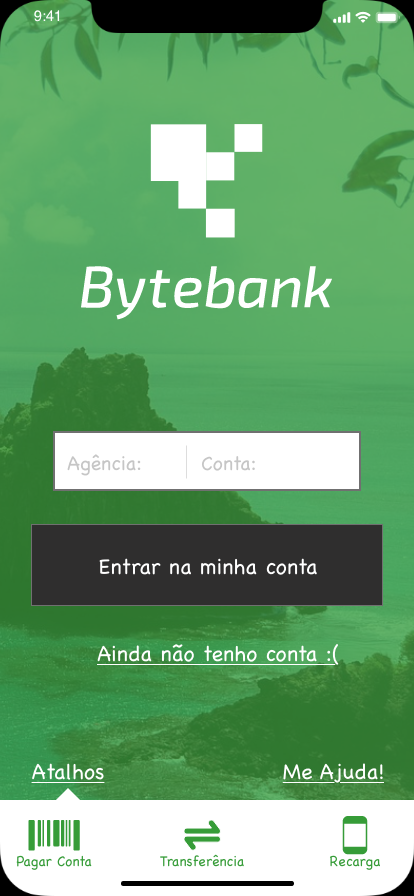 9:41
Bytebank
Agência: Conta:
Entrar na minha conta
Ainda não tenho conta :(
Atalhos Me Ajuda!
Pagar Conta Transferência Recarga